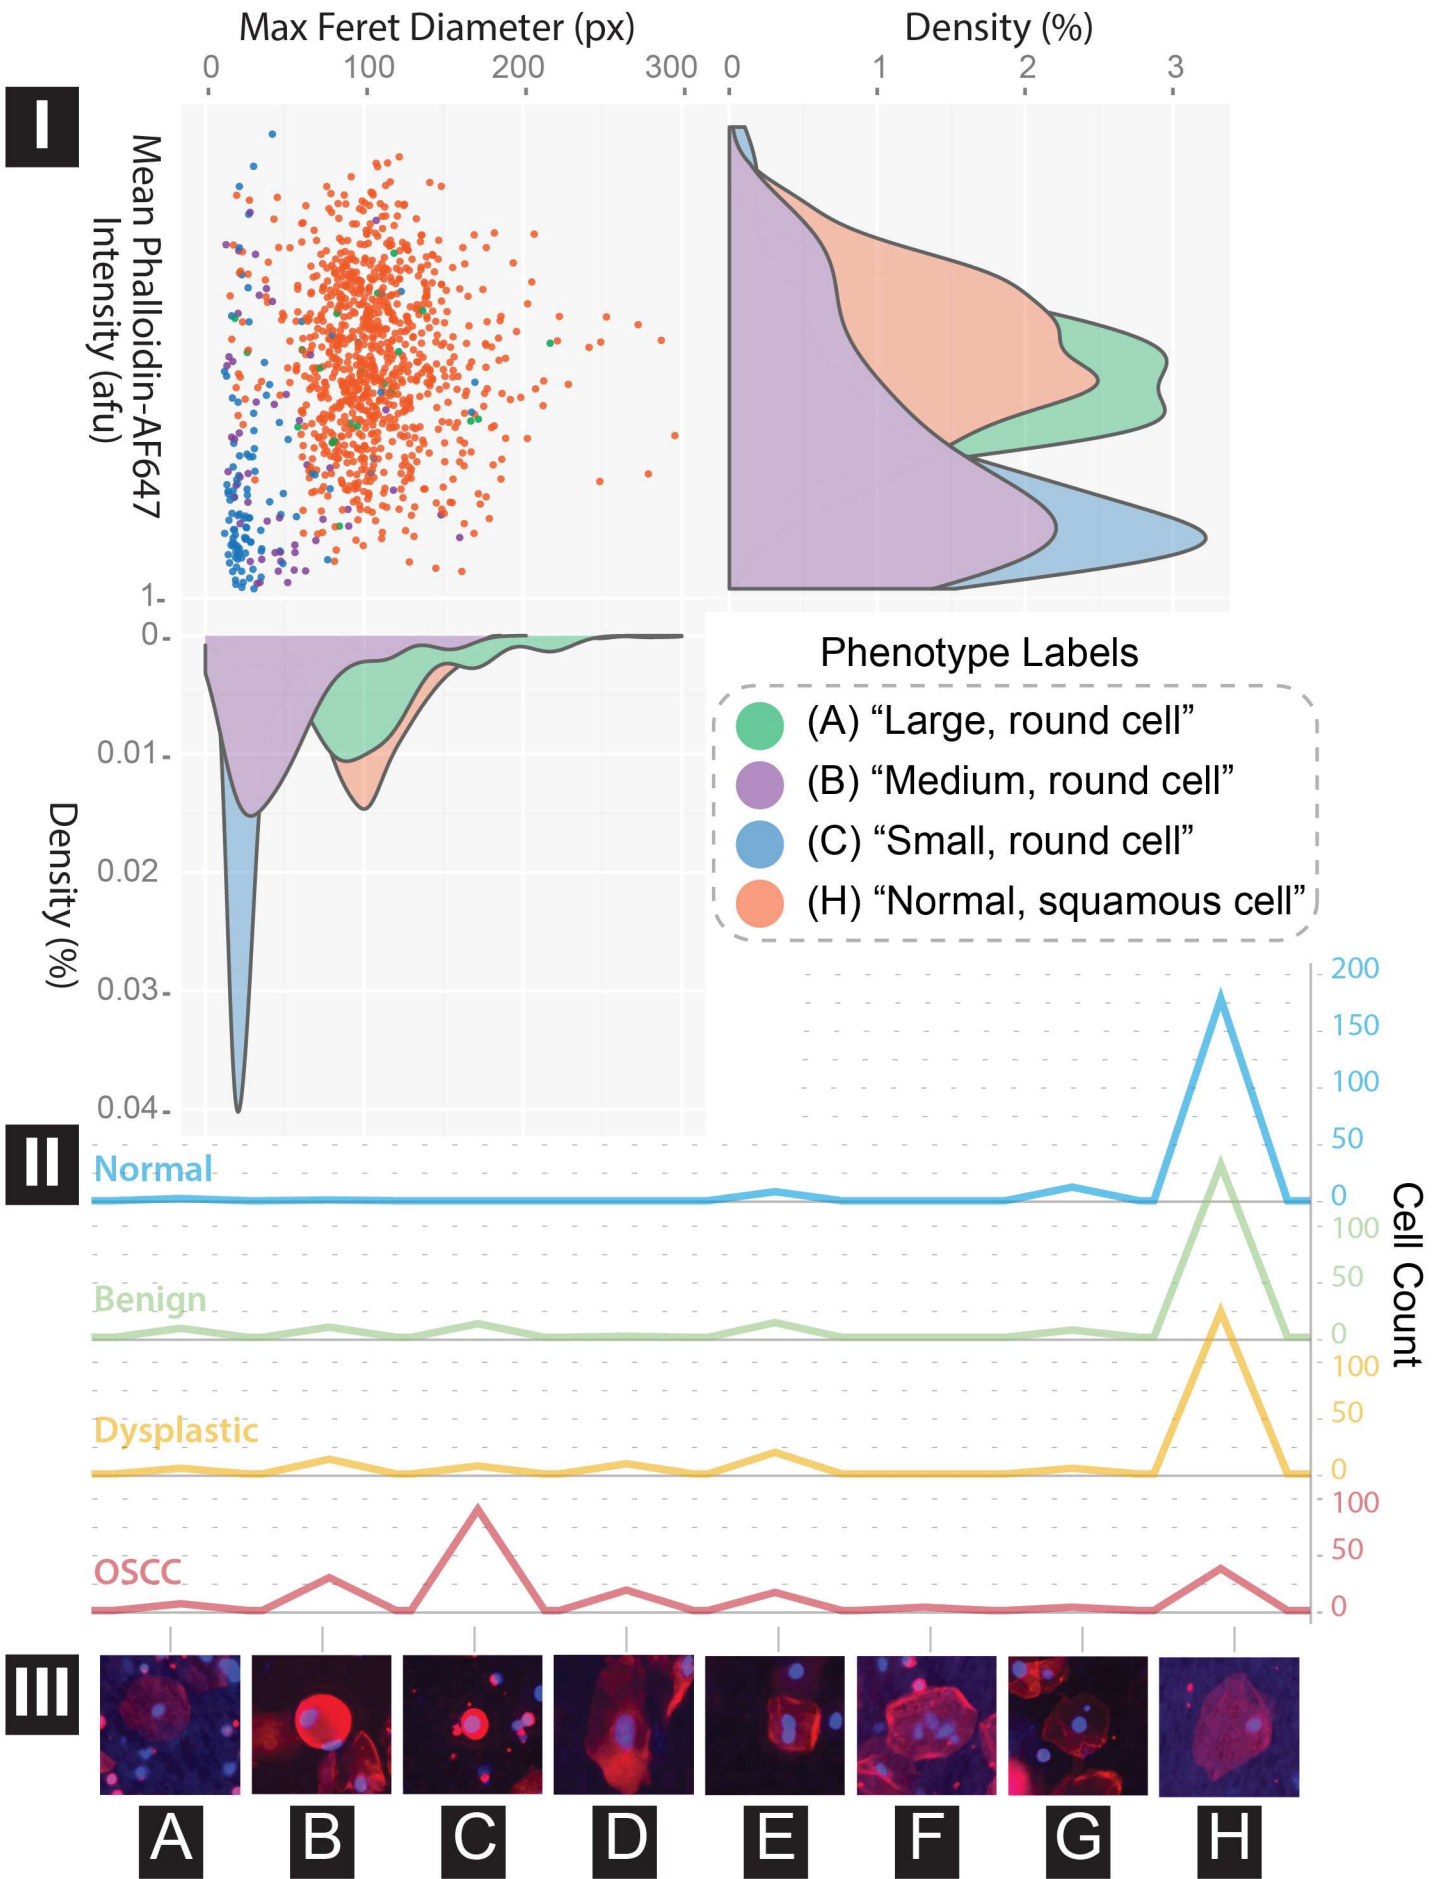 Max Feret Diameter (px)
Density (%)
0 100 200 300
0 1 2 3
I
Mean Phalloidin-AF647
Intensity (afu)
1-
0-
0.01-
0.02-
0.03-
0.04-
Density (%)
Phenotype Labels
(A) “Large, round cell”
(B) “Medium, round cell”
(C) “Small, round cell”
(H) “Normal, squamous cell”
200
150
100
50
0
II
Normal
100
50
0
Benign
Cell Count
100
50
0
Dysplastic
100
50
0
OSCC
III
A B C D E F G H